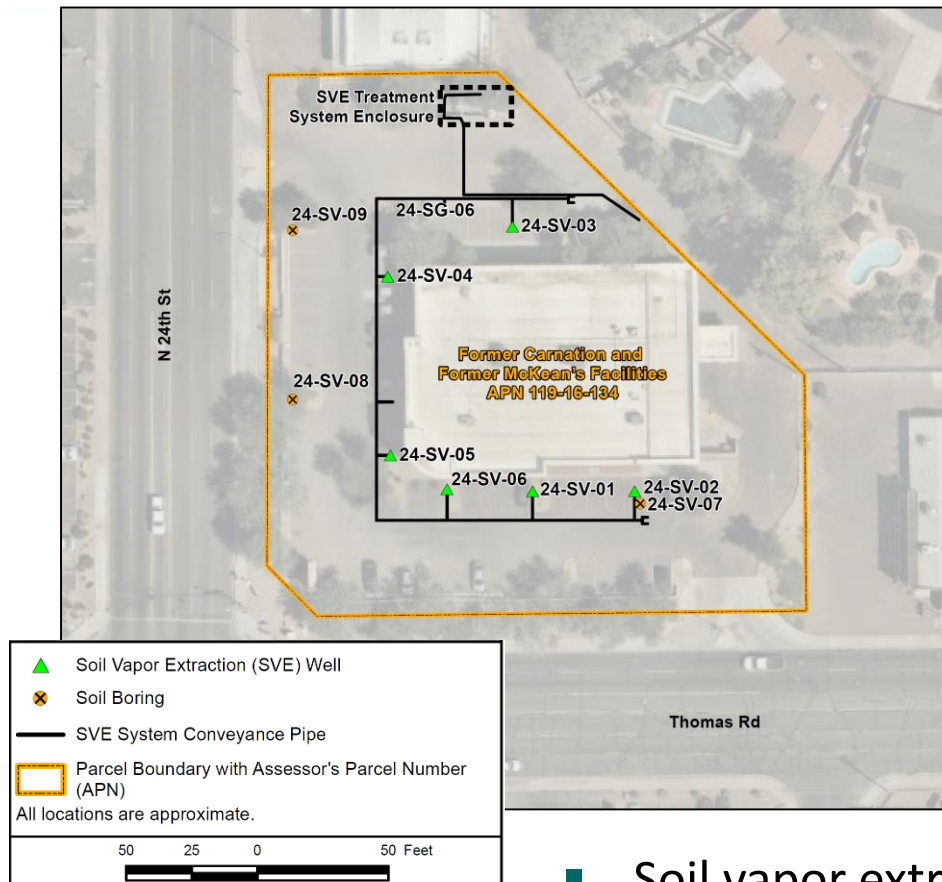 SVE Treatment
System Enclosure
24-SV-09
24-SG-06
24-SV-03
24-SV-04
N 24th St
Former Carnation and
Former McKean's Facilities
APN 119-16-134
24-SV-08
24-SV-05
24-SV-06
24-SV-01
24-SV-02
24-SV-07
Thomas Rd
Soil Vapor Extraction (SVE) Well
Soil Boring
SVE System Conveyance Pipe
Parcel Boundary with Assessor's Parcel Number
(APN)
All locations are approximate.
50 25 0 50 Feet
Soil vapor extr